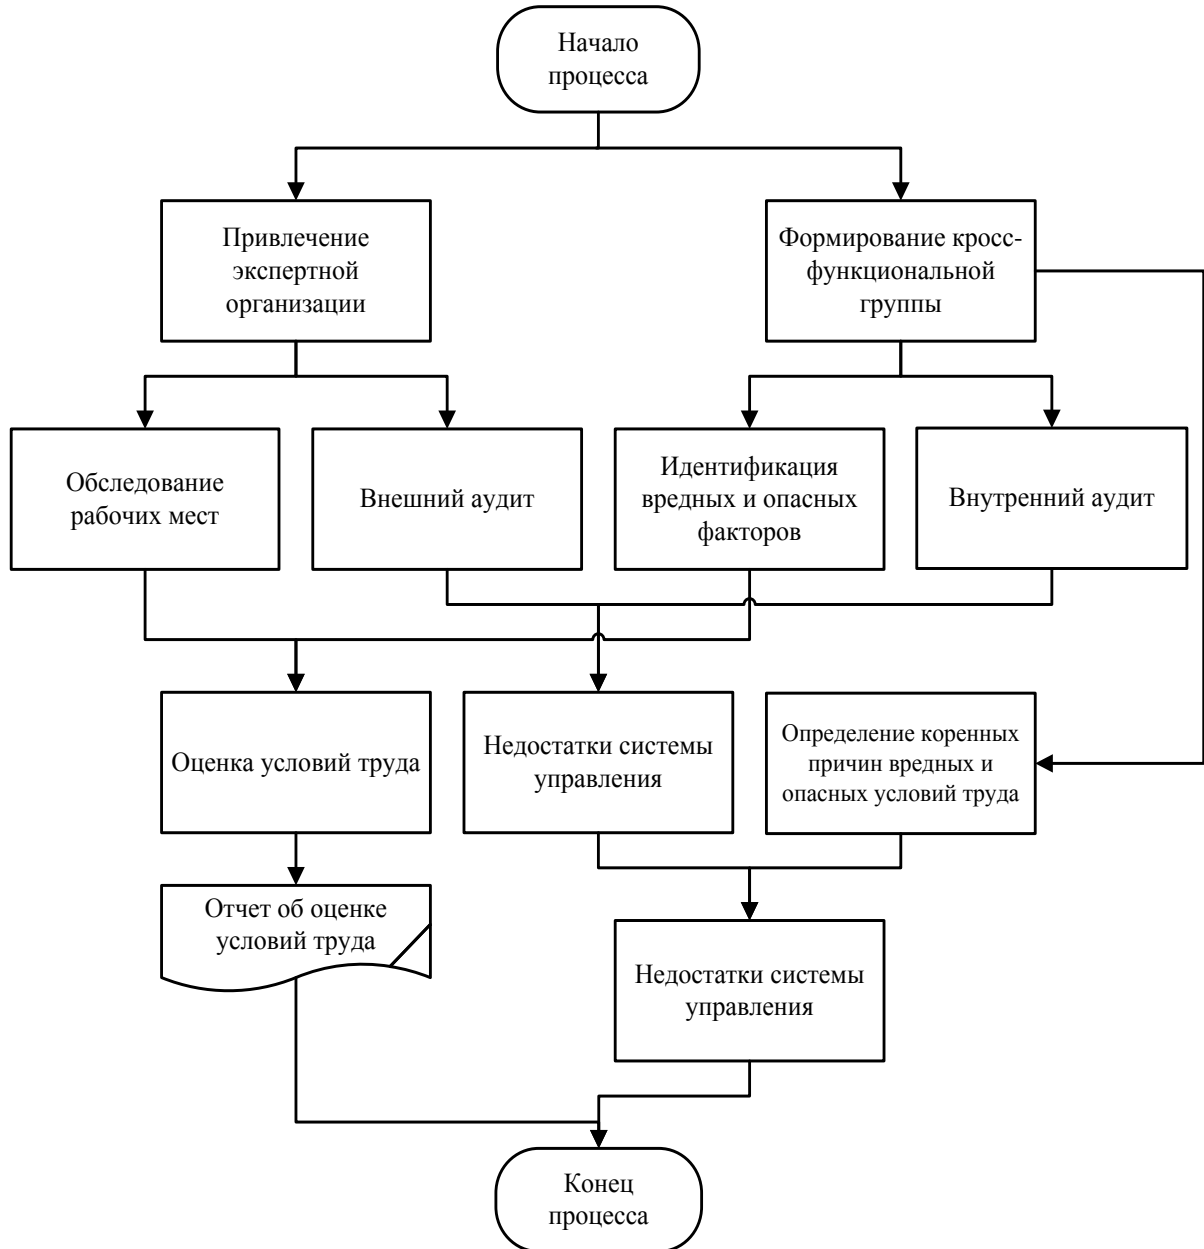 Начало
процесса
Привлечение
экспертной
организации
Формирование кросс-
функциональной
группы
Обследование
рабочих мест
Внешний аудит
Идентификация
вредных и опасных
факторов
Внутренний аудит
Оценка условий труда
Недостатки системы
управления
Определение коренных
причин вредных и
опасных условий труда
Отчет об оценке
условий труда
Недостатки системы
управления
Конец
процесса